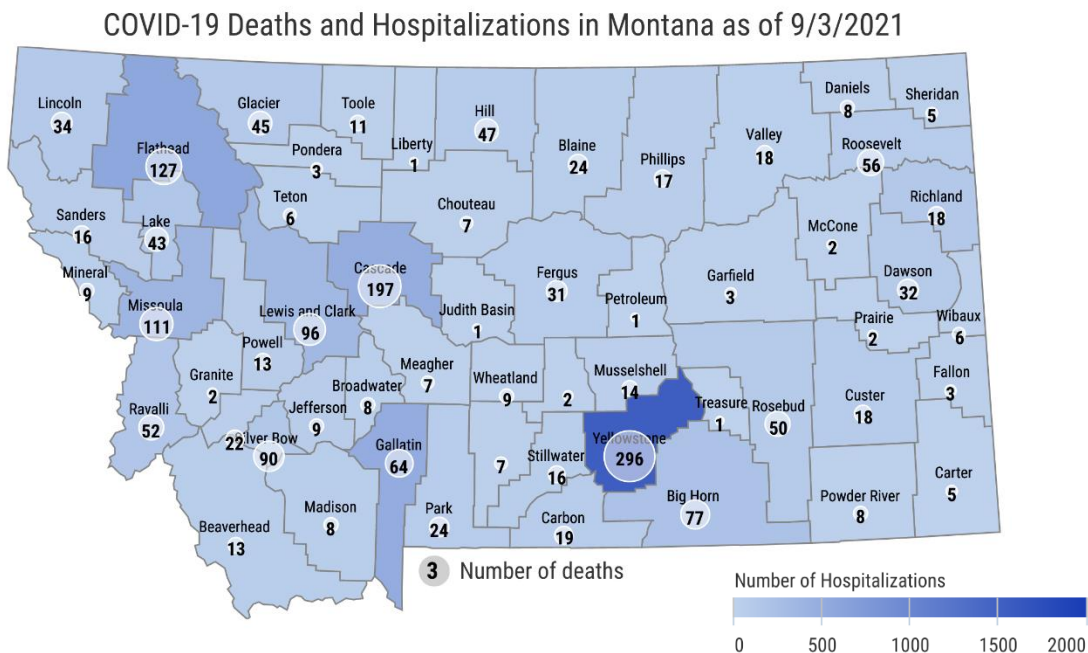 COVID-19 Deaths and Hospitalizations in Montana as of 9/3/2021
Lincoln
34
Flathead
127
Glacier
45
Toole
11
Liberty
1
Hill
47
Blaine
24
Phillips
17
Valley
18
Daniels
8
Sheridan
5
Roosevelt
56
Pondera
3
Teton
6
Chouteau
7
Richland
18
McCone
2
Sanders
16
Lake
43
Mineral
9
Missoula
111
Lewis and Clark
96
Cascade
197
Judith Basin
1
Fergus
31
Petroleum
1
Garfield
3
Dawson
32
Prairie
2
Wibaux
6
Powell
13
Granite
2
Ravalli
52
Jefferson
9
Broadwater
8
Meagher
7
Wheatland
9
2
Musselshell
14
Treasure
1
Rosebud
50
Custer
18
Fallon
3
22
Silver Bow
90
Gallatin
64
7
Stillwater
16
Yellowstone
296
Big Horn
77
Powder River
8
Carter
5
Beaverhead
13
Madison
8
Park
24
Carbon
19
3 Number of deaths
Number of Hospitalizations
0 500 1000 1500 2000